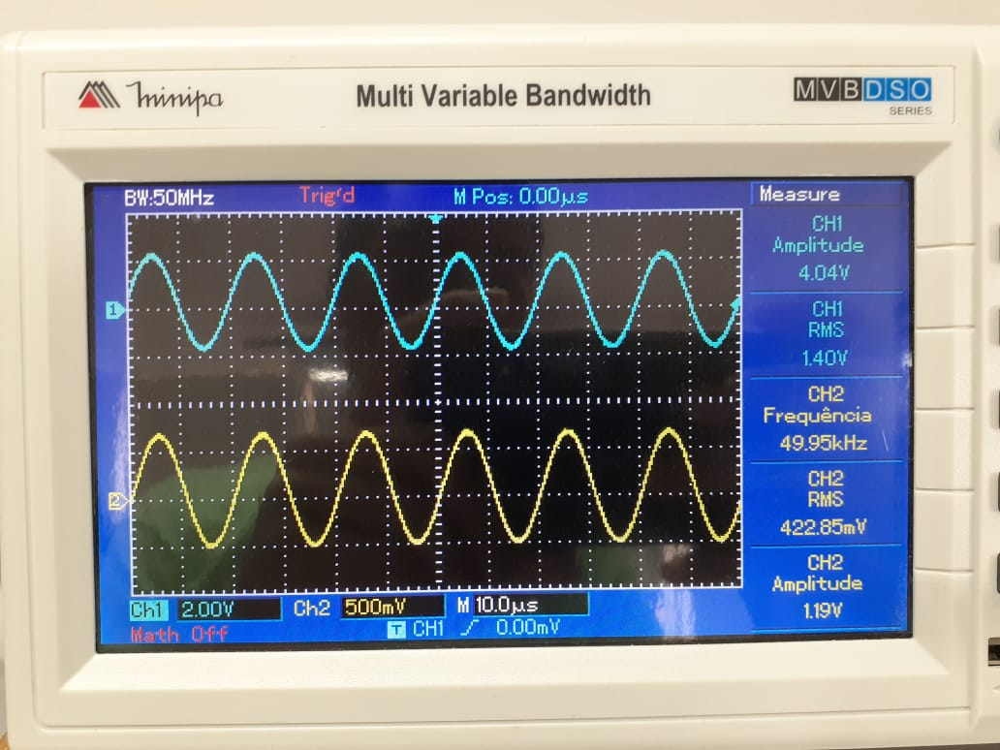 Minipa Multi Variable Bandwidth MVBDSO
SERIES
BW:50MHz Trig'd M Pos: 0.00µs Measure
CH1
Amplitude
4.04V
CH1
RMS
1.40V
CH2
Frequência
49.95kHz
CH2
RMS
422.85mV
CH2
Amplitude
1.19V
1
2
Ch1 2.00V Ch2 500mV M 10.0µs
Math Off T CH1 0.00mV